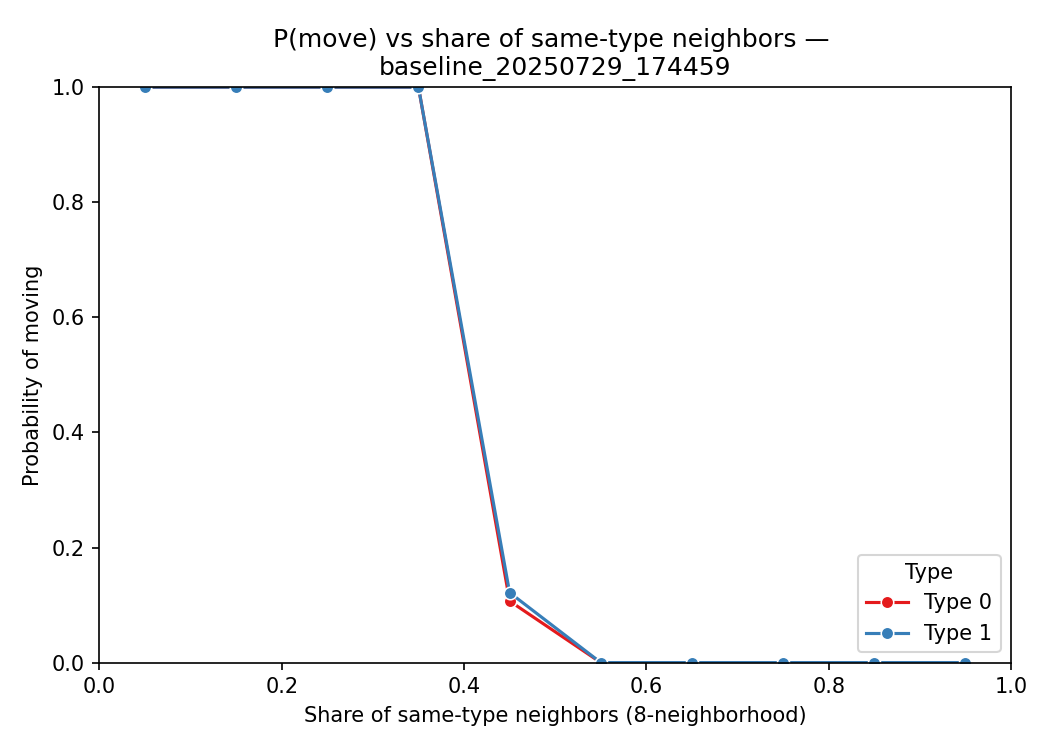 P(move) vs share of same-type neighbors —
baseline_20250729_174459
1.0
0.8
0.6
0.4
0.2
0.0
Probability of moving
0.0 0.2 0.4 0.6 0.8 1.0
Share of same-type neighbors (8-neighborhood)
Type
Type 0
Type 1